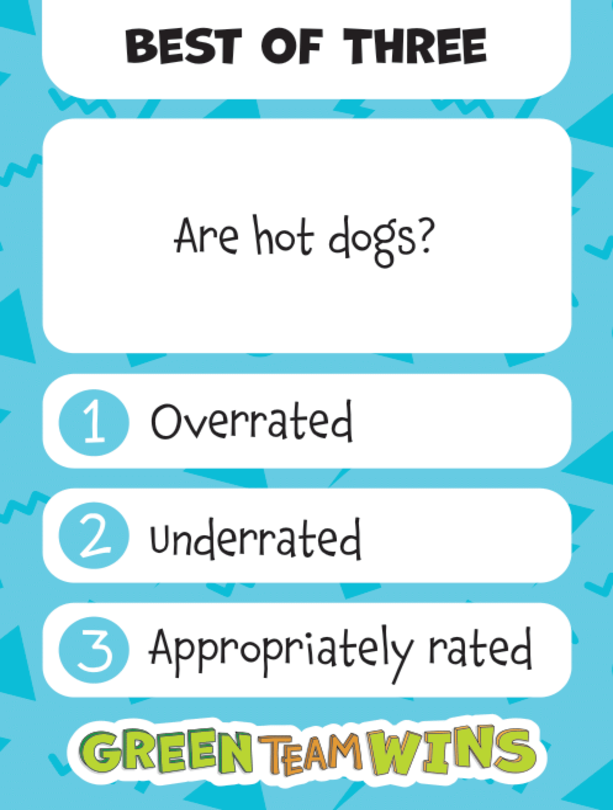 BEST OF THREE
Are hot dogs?
1 Overrated
2 Underrated
3 Appropriately rated
GREEN TEAM WINS